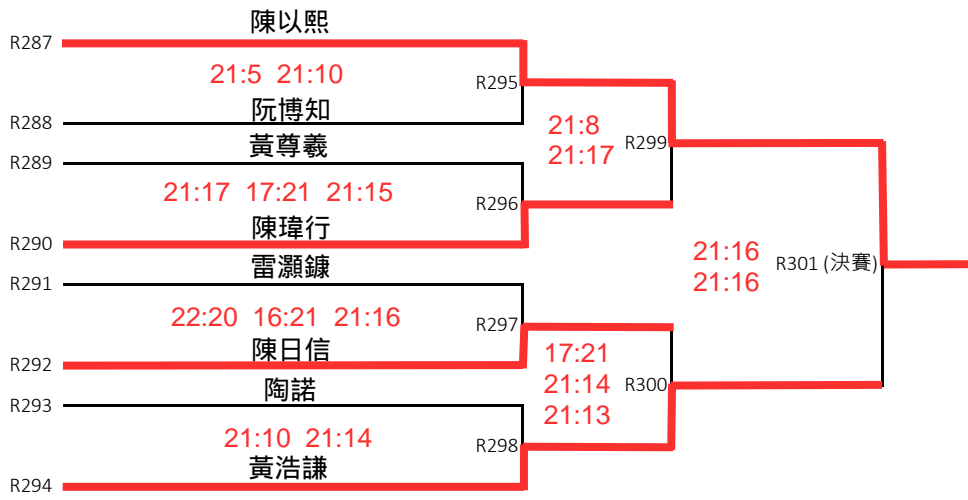 陳以熙
R287
21:5 21:10
R295
阮博知
R288
21:8
21:17
R299
黃尊羲
R289
21:17 17:21 21:15
R296
陳瑋行
R290
21:16
21:16
R301 (決賽)
雷灝鏮
R291
22:20 16:21 21:16
R297
陳日信
R292
17:21
21:14
21:13
R300
陶諾
R293
21:10 21:14
R298
黃浩謙
R294